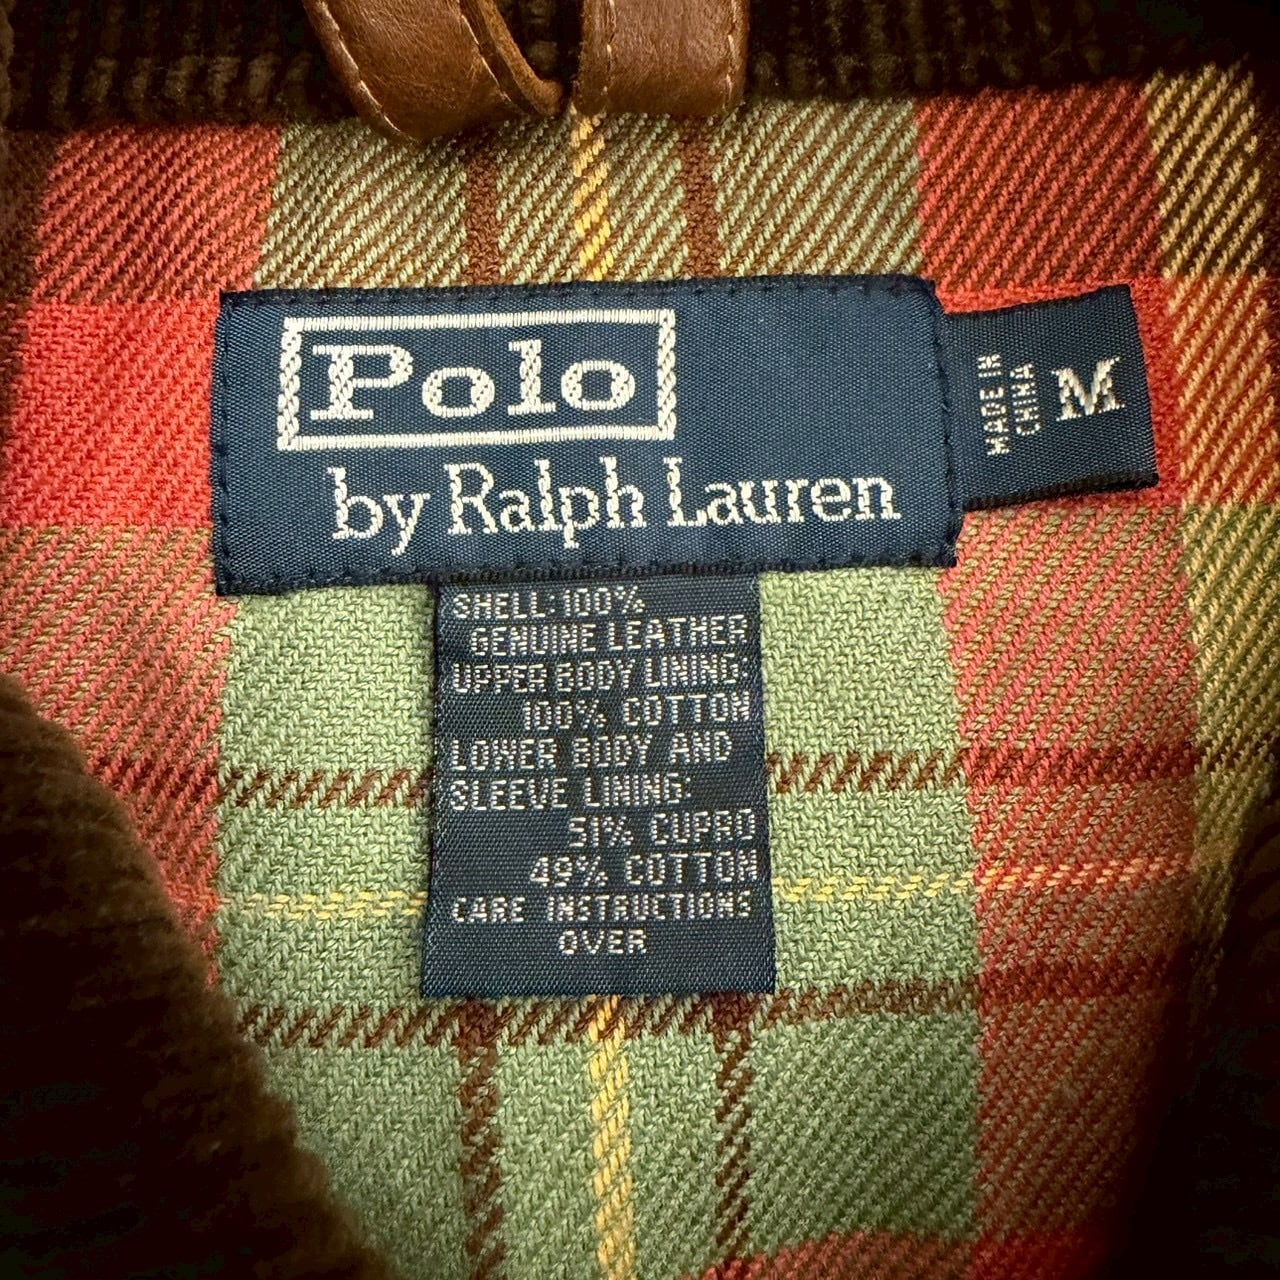 Polo
by Ralph Lauren
MADE IN
CHINA
M
SHELL: 100%
GENUINE LEATHER
UPPER BODY LINING:
100% COTTON
LOWER BODY AND
SLEEVE LINING:
51% CUPRO
49% COTTON
CARE INSTRUCTIONS
OVER